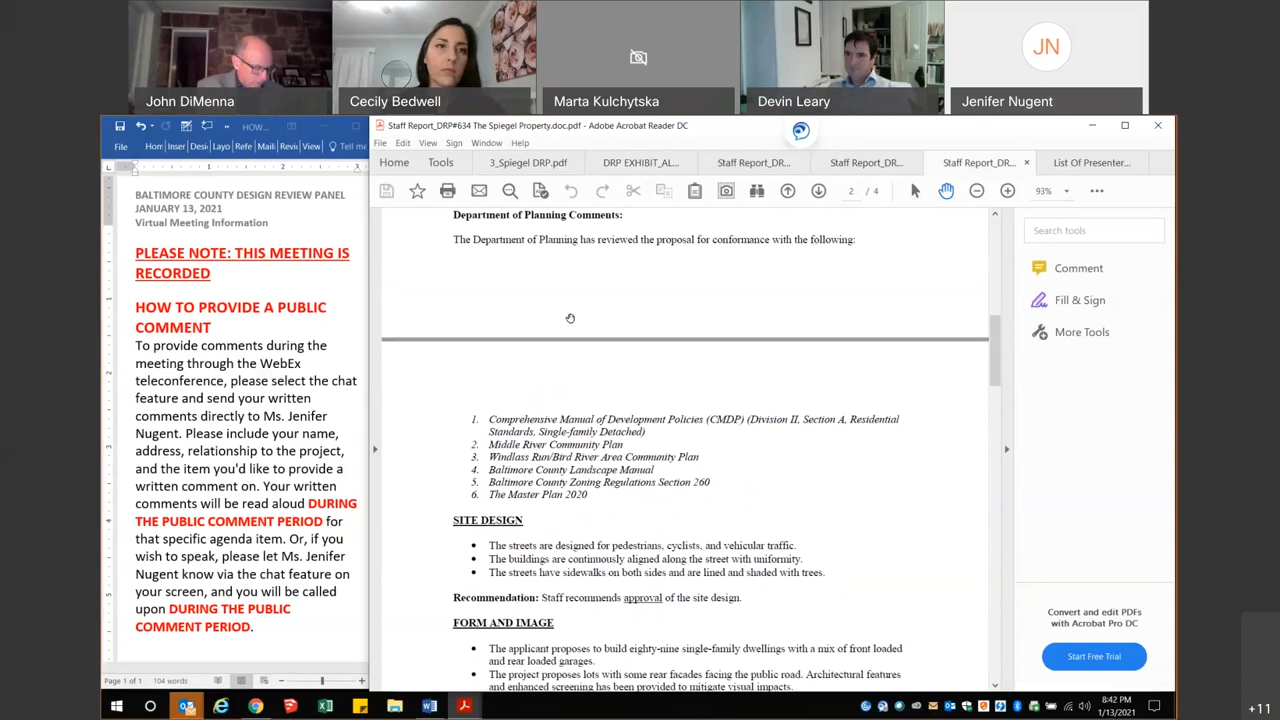 John DiMenna
Cecily Bedwell
Marta Kulchytska
Devin Leary
JN
Jenifer Nugent
HOW...
File
Inser
Desi
Layo
Refe
Maili
Revi
View
Tell me
BALTIMORE COUNTY DESIGN REVIEW PANEL
JANUARY 13, 2021
Virtual Meeting Information
PLEASE NOTE: THIS MEETING IS
RECORDED
HOW TO PROVIDE A PUBLIC
COMMENT
To provide comments during the
meeting through the WebEx
teleconference, please select the chat
feature and send your written
comments directly to Ms. Jenifer
Nugent. Please include your name,
address, relationship to the project,
and the item you'd like to provide a
written comment on. Your written
comments will be read aloud DURING
THE PUBLIC COMMENT PERIOD for
that specific agenda item. Or, if you
wish to speak, please let Ms. Jenifer
Nugent know via the chat feature on
your screen, and you will be called
upon DURING THE PUBLIC
COMMENT PERIOD.
Page 1 of 1 104 words
Staff Report_DRP#634 The Spiegel Property.doc.pdf - Adobe Acrobat Reader DC
File Edit View Sign Window Help
Home Tools 3_Spiegel DRP.pdf DRP EXHIBIT_AL... Staff Report_DR... Staff Report_DR... Staff Report_DR... List Of Presenter...
2 / 4 93%
Department of Planning Comments:
The Department of Planning has reviewed the proposal for conformance with the following:
1. Comprehensive Manual of Development Policies (CMDP) (Division II, Section A, Residential
Standards, Single-family Detached)
2. Middle River Community Plan
3. Windlass Run/Bird River Area Community Plan
4. Baltimore County Landscape Manual
5. Baltimore County Zoning Regulations Section 260
6. The Master Plan 2020
SITE DESIGN
• The streets are designed for pedestrians, cyclists, and vehicular traffic.
• The buildings are continuously aligned along the street with uniformity.
• The streets have sidewalks on both sides and are lined and shaded with trees.
Recommendation: Staff recommends approval of the site design.
FORM AND IMAGE
• The applicant proposes to build eighty-nine single-family dwellings with a mix of front loaded
and rear loaded garages.
• The project proposes lots with some rear facades facing the public road. Architectural features
and enhanced screening has been provided to mitigate visual impacts.
Search tools
Comment
Fill & Sign
More Tools
Convert and edit PDFs
with Acrobat Pro DC
Start Free Trial
8:42 PM
1/13/2021
+11